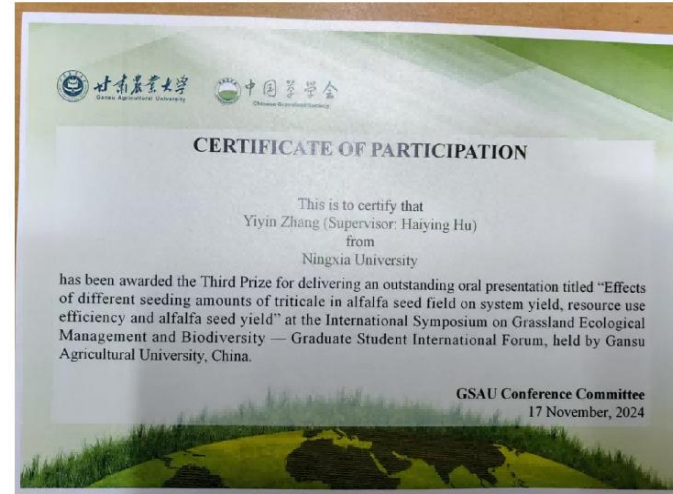 甘肃农业大学
Gansu Agricultural University
中国草学会
Chinese Grassland Society
CERTIFICATE OF PARTICIPATION
This is to certify that
Yiyin Zhang (Supervisor: Haiying Hu)
from
Ningxia University
has been awarded the Third Prize for delivering an outstanding oral presentation titled “Effects
of different seeding amounts of triticale in alfalfa seed field on system yield, resource use
efficiency and alfalfa seed yield” at the International Symposium on Grassland Ecological
Management and Biodiversity — Graduate Student International Forum, held by Gansu
Agricultural University, China.
GSAU Conference Committee
17 November, 2024